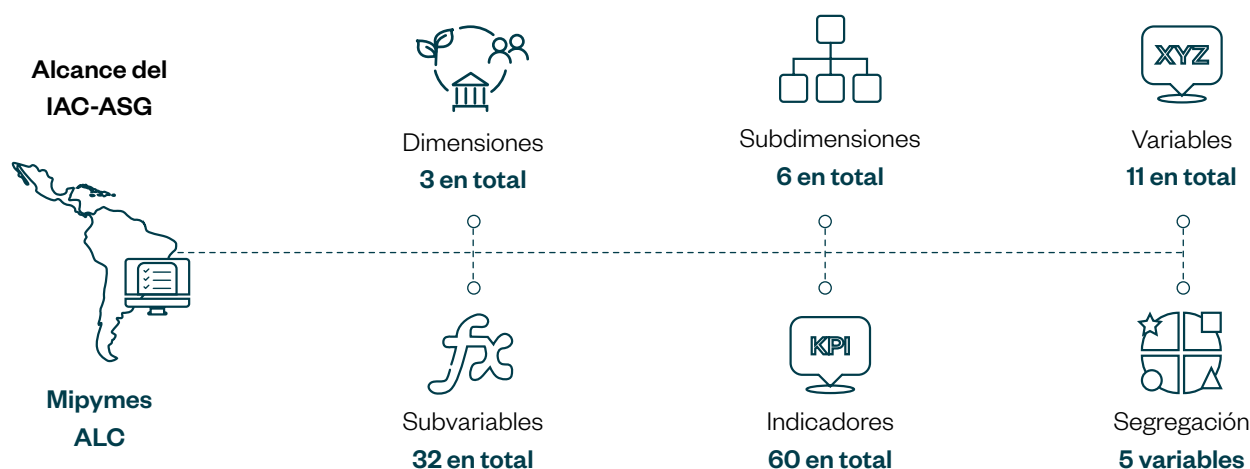 Alcance del
IAC-ASG
Mipymes
ALC
Dimensiones
3 en total
Subdimensiones
6 en total
XYZ
Variables
11 en total
fx
Subvariables
32 en total
KPI
Indicadores
60 en total
Segregación
5 variables